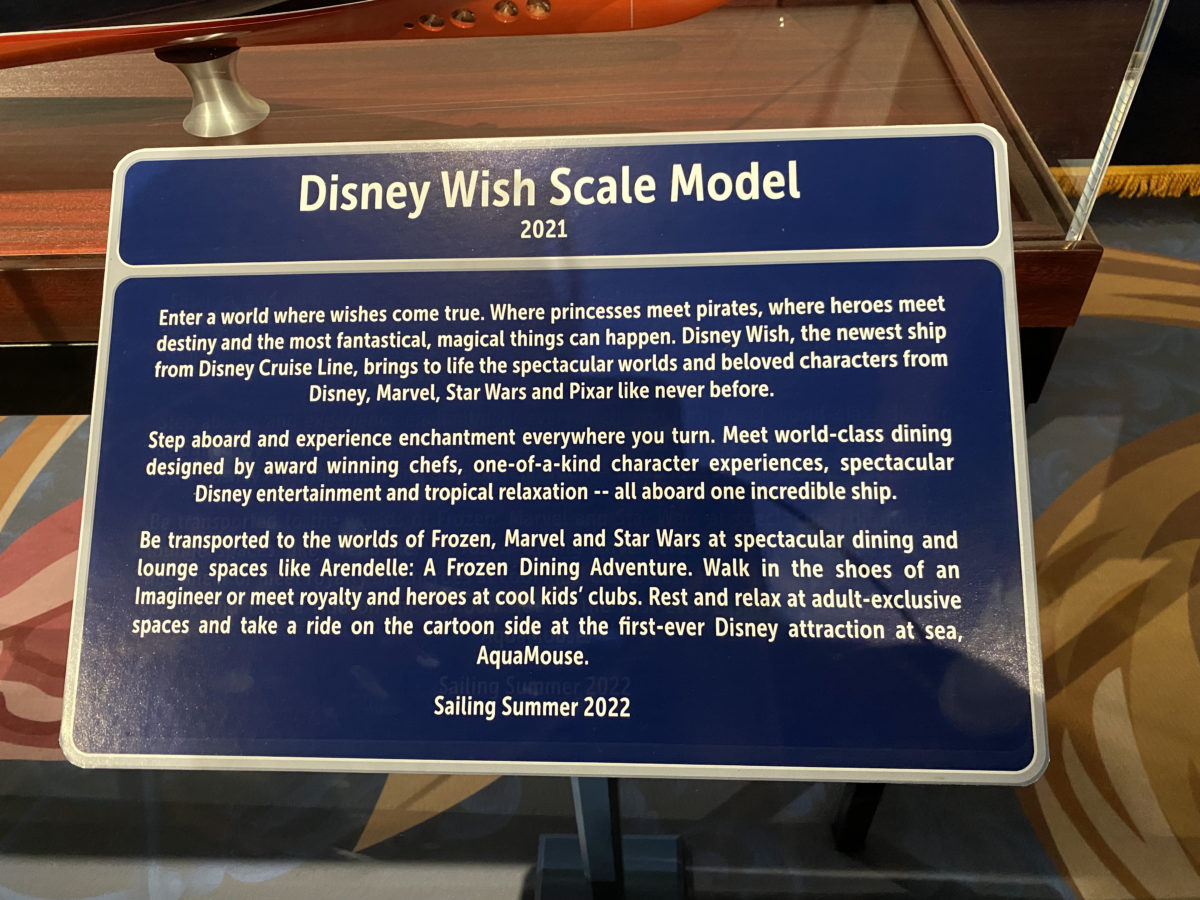 Disney Wish Scale Model
2021
Enter a world where wishes come true. Where princesses meet pirates, where heroes meet
destiny and the most fantastical, magical things can happen. Disney Wish, the newest ship
from Disney Cruise Line, brings to life the spectacular worlds and beloved characters from
Disney, Marvel, Star Wars and Pixar like never before.
Step aboard and experience enchantment everywhere you turn. Meet world-class dining
designed by award winning chefs, one-of-a-kind character experiences, spectacular
Disney entertainment and tropical relaxation -- all aboard one incredible ship.
Be transported to the worlds of Frozen, Marvel and Star Wars at spectacular dining and
lounge spaces like Arendelle: A Frozen Dining Adventure. Walk in the shoes of an
Imagineer or meet royalty and heroes at cool kids’ clubs. Rest and relax at adult-exclusive
spaces and take a ride on the cartoon side at the first-ever Disney attraction at sea,
AquaMouse.
Sailing Summer 2022